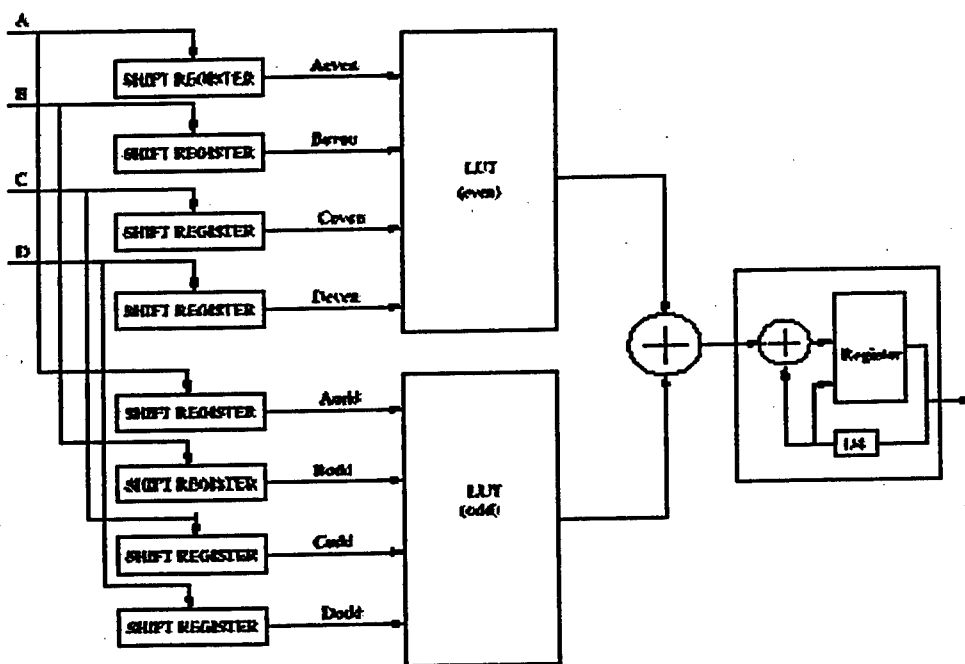 A
SHIFT REGISTER
Aeven
B
SHIFT REGISTER
Beven
LUT
(even)
C
SHIFT REGISTER
Ceven
D
SHIFT REGISTER
Deven
Register
SHIFT REGISTER
Aodd
SHIFT REGISTER
Bodd
LUT
(odd)
SHIFT REGISTER
Codd
SHIFT REGISTER
Dodd